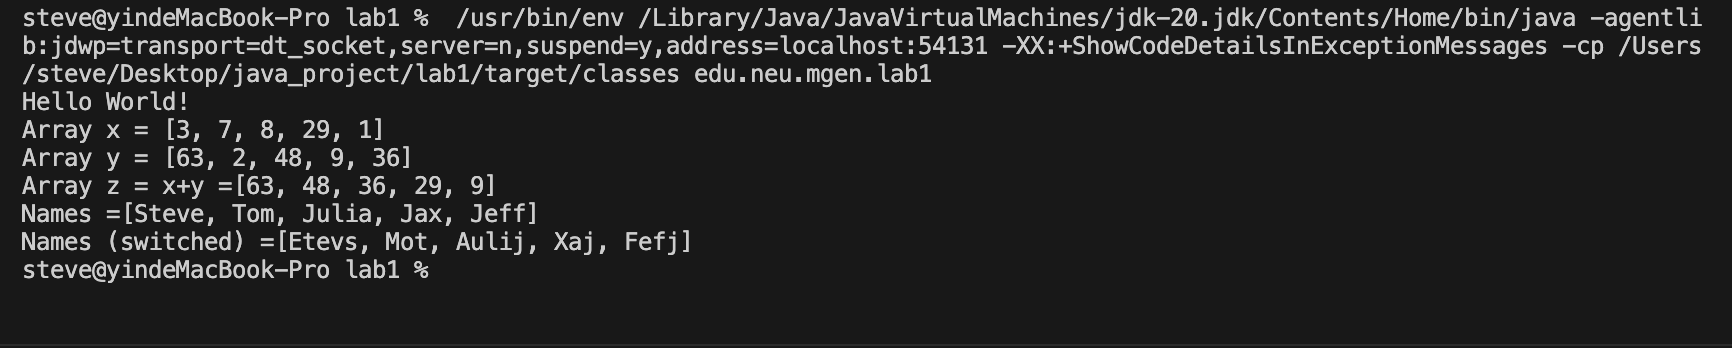 steve@yindeMacBook-Pro lab1 %  /usr/bin/env /Library/Java/JavaVirtualMachines/jdk-20.jdk/Contents/Home/bin/java -agentli
b:jdwp=transport=dt_socket,server=n,suspend=y,address=localhost:54131 -XX:+ShowCodeDetailsInExceptionMessages -cp /Users
/steve/Desktop/java_project/lab1/target/classes edu.neu.mgen.lab1
Hello World!
Array x = [3, 7, 8, 29, 1]
Array y = [63, 2, 48, 9, 36]
Array z = x+y =[63, 48, 36, 29, 9]
Names =[Steve, Tom, Julia, Jax, Jeff]
Names (switched) =[Etevs, Mot, Aulij, Xaj, Fefj]
steve@yindeMacBook-Pro lab1 %